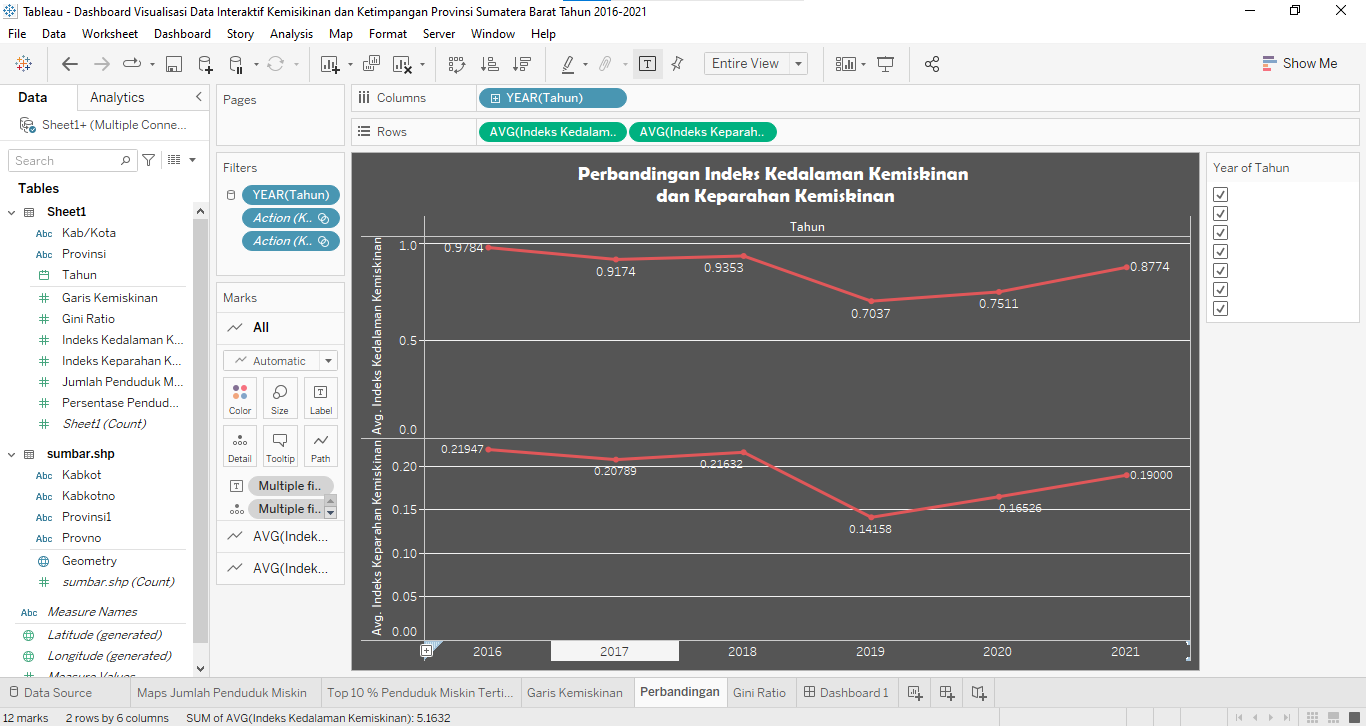 Tableau - Dashboard Visualisasi Data Interaktif Kemisikinan dan Ketimpangan Provinsi Sumatera Barat Tahun 2016-2021
File Data Worksheet Dashboard Story Analysis Map Format Server Window Help
Entire View
Show Me
Data Analytics
Sheet1+ (Multiple Conne...
Search
Tables
Sheet1
Abc Kab/Kota
Abc Provinsi
Tahun
Garis Kemiskinan
Gini Ratio
Indeks Kedalaman K...
Indeks Keparahan K...
Jumlah Penduduk M...
Persentase Pendud...
Sheet1 (Count)
sumbar.shp
Abc Kabkot
Abc Kabkotno
Abc Provinsi1
Abc Provno
Geometry
sumbar.shp (Count)
Abc Measure Names
Latitude (generated)
Longitude (generated)
Measure Values
Pages
Filters
YEAR(Tahun)
Action (K..
Action (K..
Marks
All
Automatic
Color Size Label
Detail Tooltip Path
Multiple fi..
Multiple fi..
AVG(Indek...
AVG(Indek...
Columns YEAR(Tahun)
Rows AVG(Indeks Kedalam.. AVG(Indeks Keparah..
Perbandingan Indeks Kedalaman Kemiskinan
dan Keparahan Kemiskinan
Tahun
Avg. Indeks Kedalaman Kemiskinan
1.0
0.5
0.0
0.9784
0.9174
0.9353
0.7037
0.7511
0.8774
Avg. Indeks Keparahan Kemiskinan
0.20
0.15
0.10
0.05
0.00
0.21947
0.20789
0.21632
0.14158
0.16526
0.19000
2016 2017 2018 2019 2020 2021
Year of Tahun
Data Source Maps Jumlah Penduduk Miskin Top 10 % Penduduk Miskin Terti... Garis Kemiskinan Perbandingan Gini Ratio Dashboard 1
12 marks 2 rows by 6 columns SUM of AVG(Indeks Kedalaman Kemiskinan): 5.1632